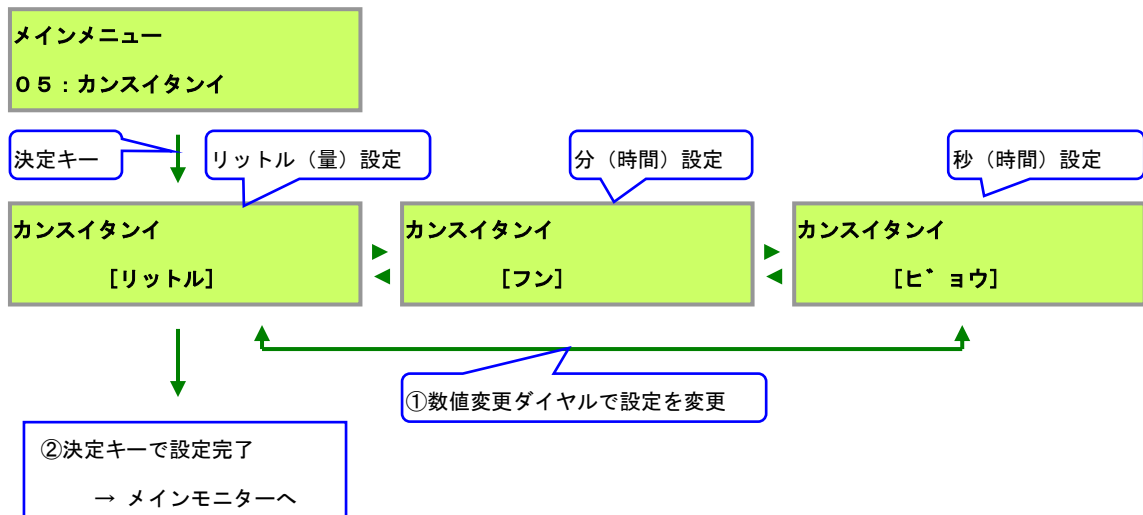 メインメニュー
05：カンスイタンイ
決定キー
リットル（量）設定
分（時間）設定
秒（時間）設定
カンスイタンイ
[リットル]
カンスイタンイ
[フン]
カンスイタンイ
[ヒ゛ョウ]
①数値変更ダイヤルで設定を変更
②決定キーで設定完了
→ メインモニターへ